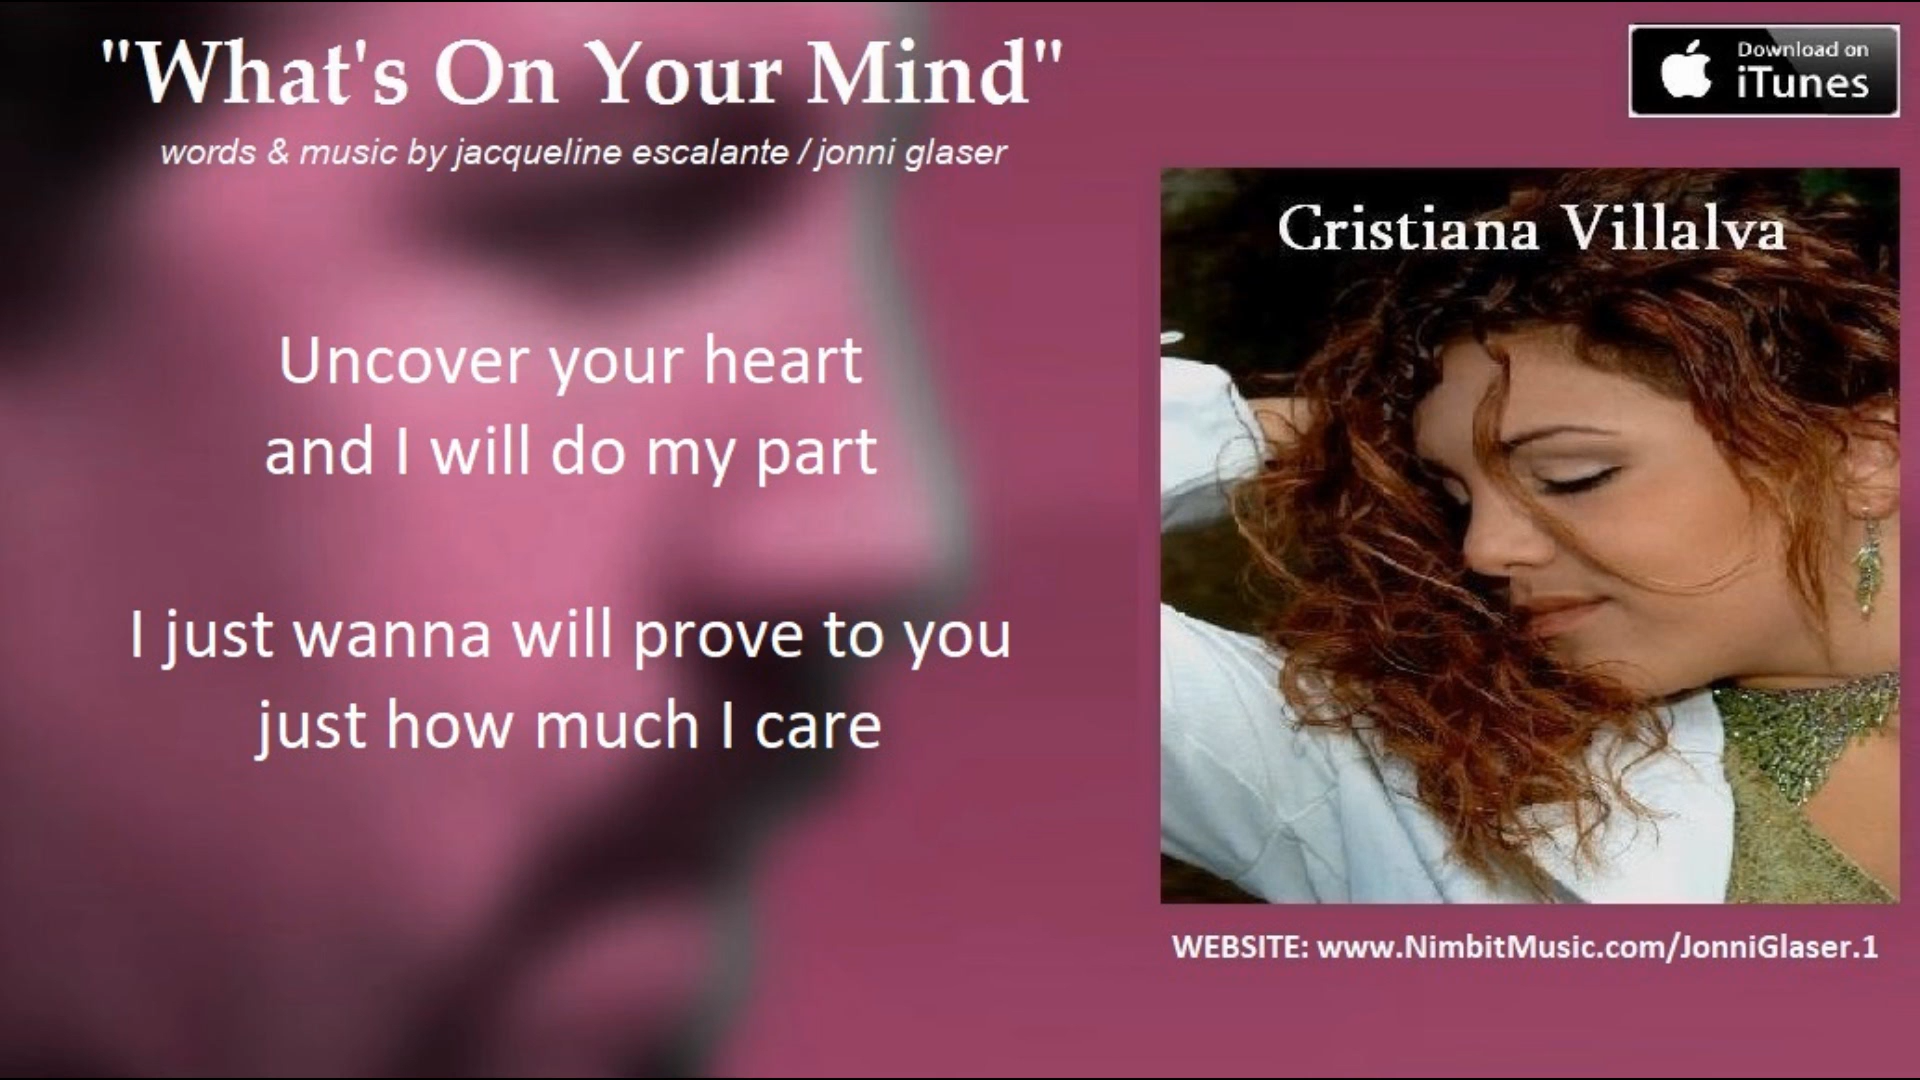 "What's On Your Mind"
words & music by jacqueline escalante / jonni glaser
Download on
iTunes
Cristiana Villalva
Uncover your heart
and I will do my part
I just wanna will prove to you
just how much I care
WEBSITE: www.NimbitMusic.com/JonniGlaser.1